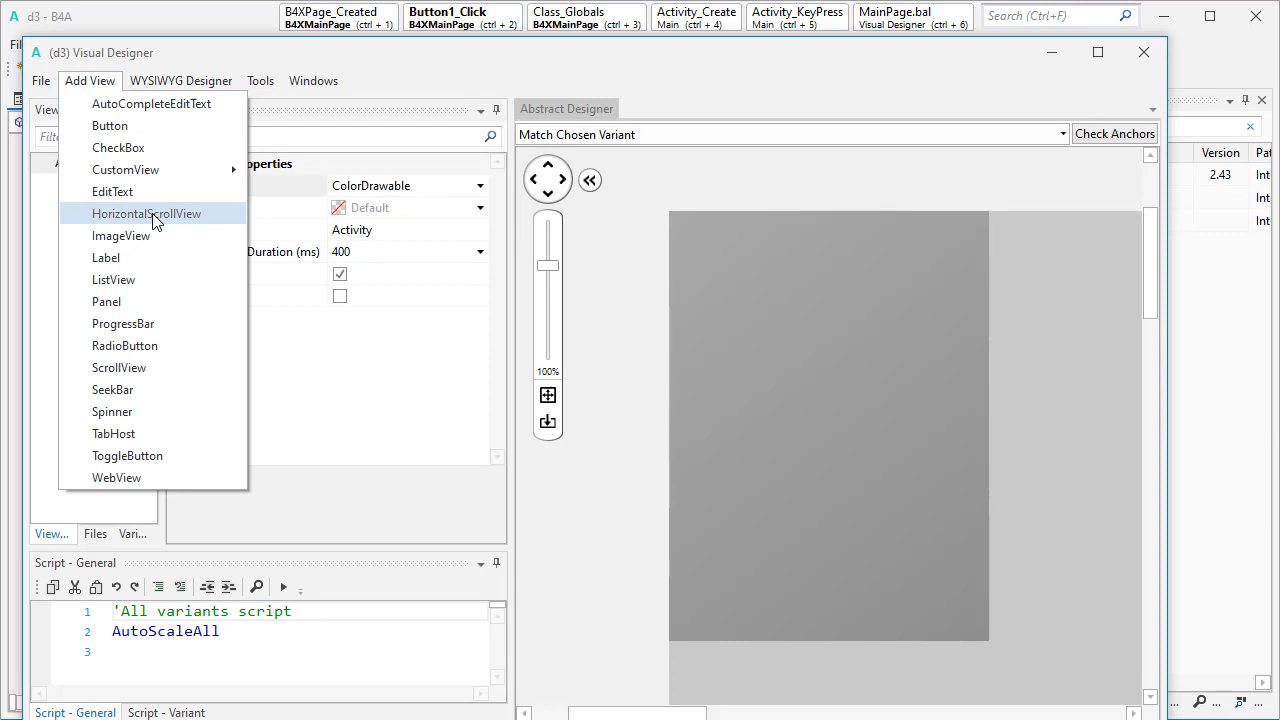 d3 - B4A
B4XPage_Created
B4XMainPage (ctrl + 1)
Button1_Click
B4XMainPage (ctrl + 2)
Class_Globals
B4XMainPage (ctrl + 3)
Activity_Create
Main (ctrl + 4)
Activity_KeyPress
Main (ctrl + 5)
MainPage.bal
Visual Designer (ctrl + 6)
Search (Ctrl+F)
(d3) Visual Designer
File
Add View
WYSIWYG Designer
Tools
Windows
AutoCompleteEditText
Button
CheckBox
CustomView
EditText
HorizontalScrollView
ImageView
Label
ListView
Panel
ProgressBar
RadioButton
ScrollView
SeekBar
Spinner
TabHost
ToggleButton
WebView
ColorDrawable
Default
Activity
Duration (ms)
400
View...
Files
Vari...
Script - General
1 'All variants script
2 AutoScaleAll
3
Script - General
Script - Variant
Abstract Designer
Match Chosen Variant
Check Anchors
100%
Version
2.43